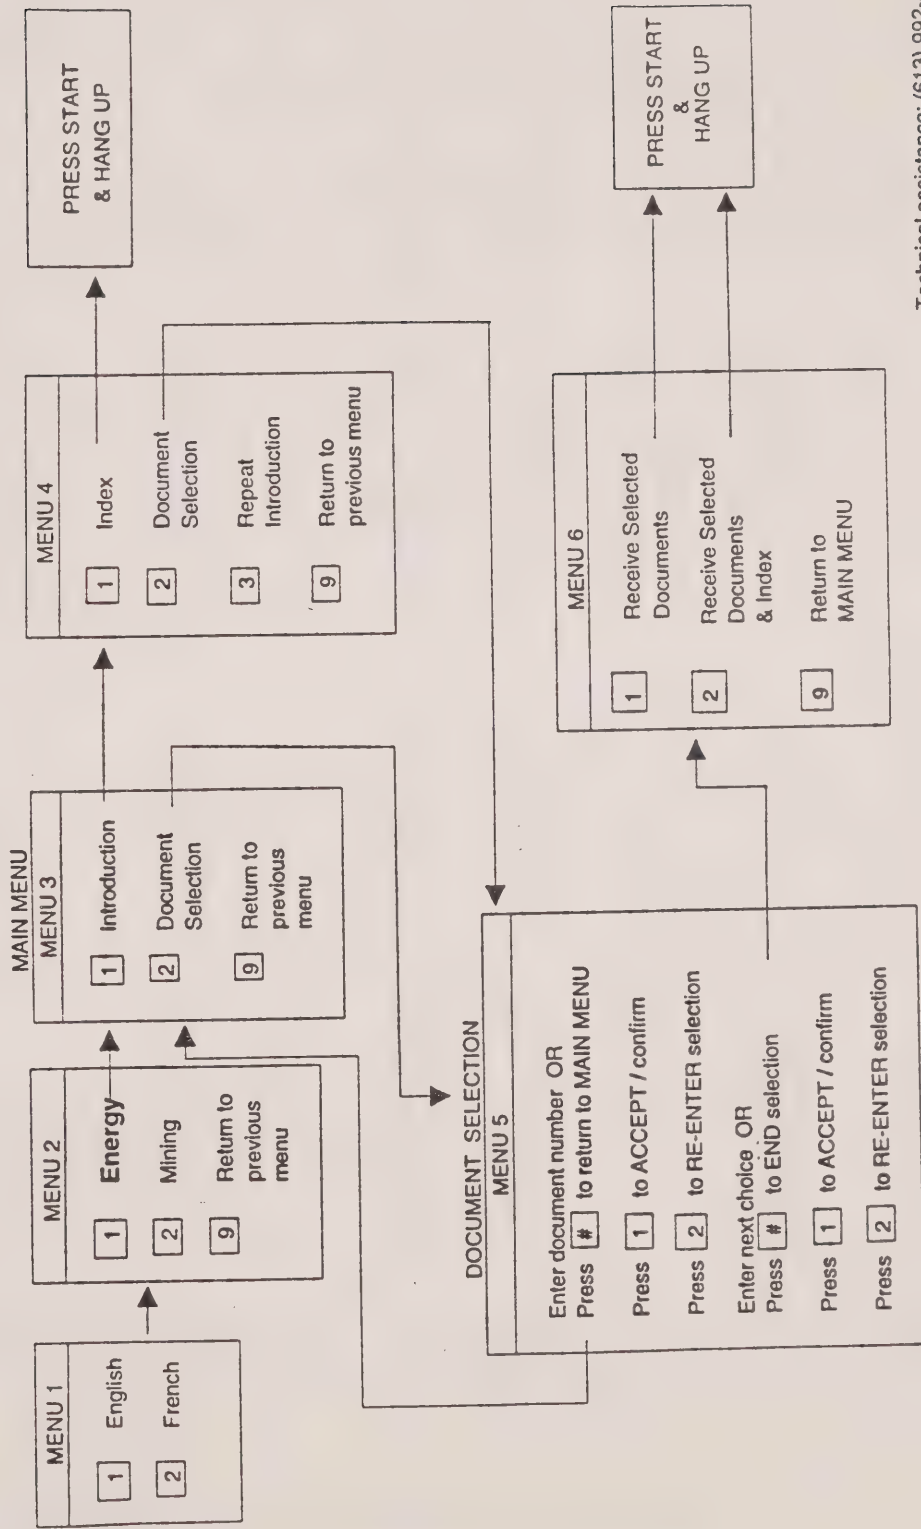 MENU 1
1 English
2 French
MENU 2
1 Energy
2 Mining
9 Return to
previous
menu
MAIN MENU
MENU 3
1 Introduction
2 Document
Selection
9 Return to
previous
menu
MENU 4
1 Index
2 Document
Selection
3 Repeat
Introduction
9 Return to
previous menu
PRESS START
& HANG UP
DOCUMENT SELECTION
MENU 5
Enter document number OR
Press # to return to MAIN MENU
Press 1 to ACCEPT / confirm
Press 2 to RE-ENTER selection
Enter next choice OR
Press # to END selection
Press 1 to ACCEPT / confirm
Press 2 to RE-ENTER selection
MENU 6
1 Receive Selected
Documents
2 Receive Selected
Documents
& Index
9 Return to
MAIN MENU
PRESS START
&
HANG UP
Technical assistance: (613) 992-